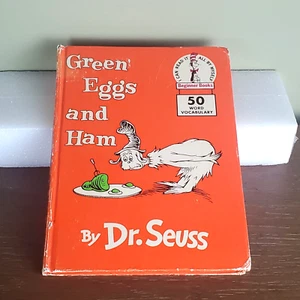 Green
Eggs
and
Ham
I CAN READ IT ALL BY MYSELF
Beginner Books
50
WORD
VOCABULARY
By Dr. Seuss